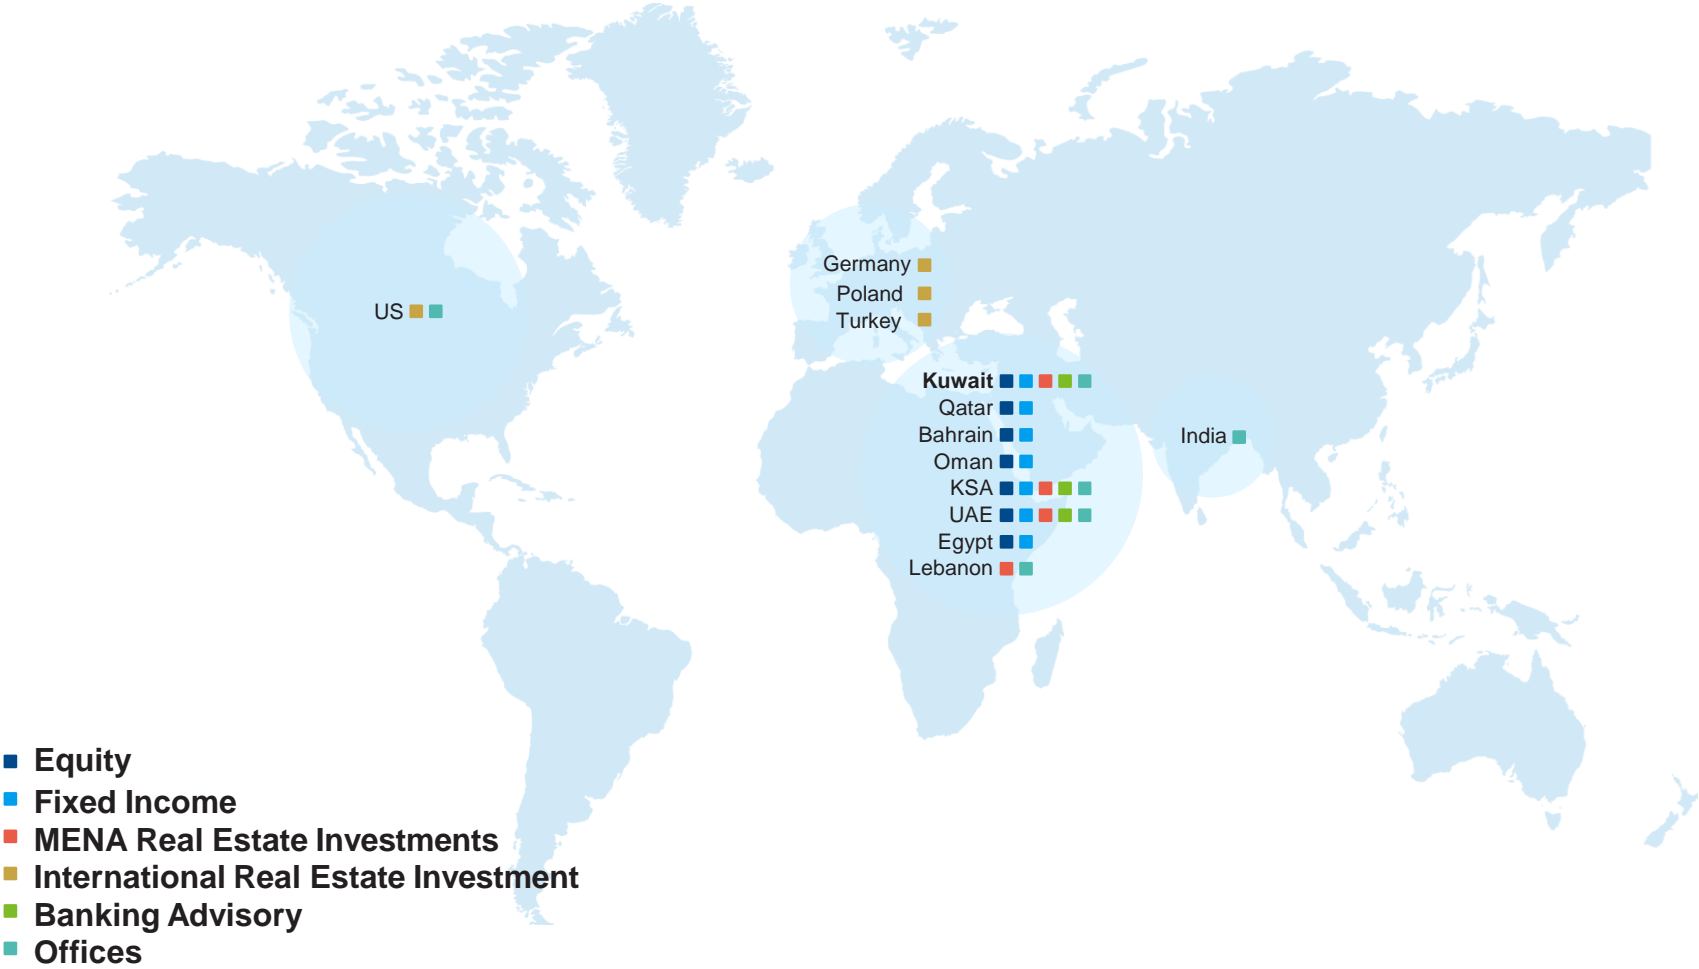 Germany
Poland
Turkey
US
Kuwait
Qatar
Bahrain
Oman
KSA
UAE
Egypt
Lebanon
India
Equity
Fixed Income
MENA Real Estate Investments
International Real Estate Investment
Banking Advisory
Offices